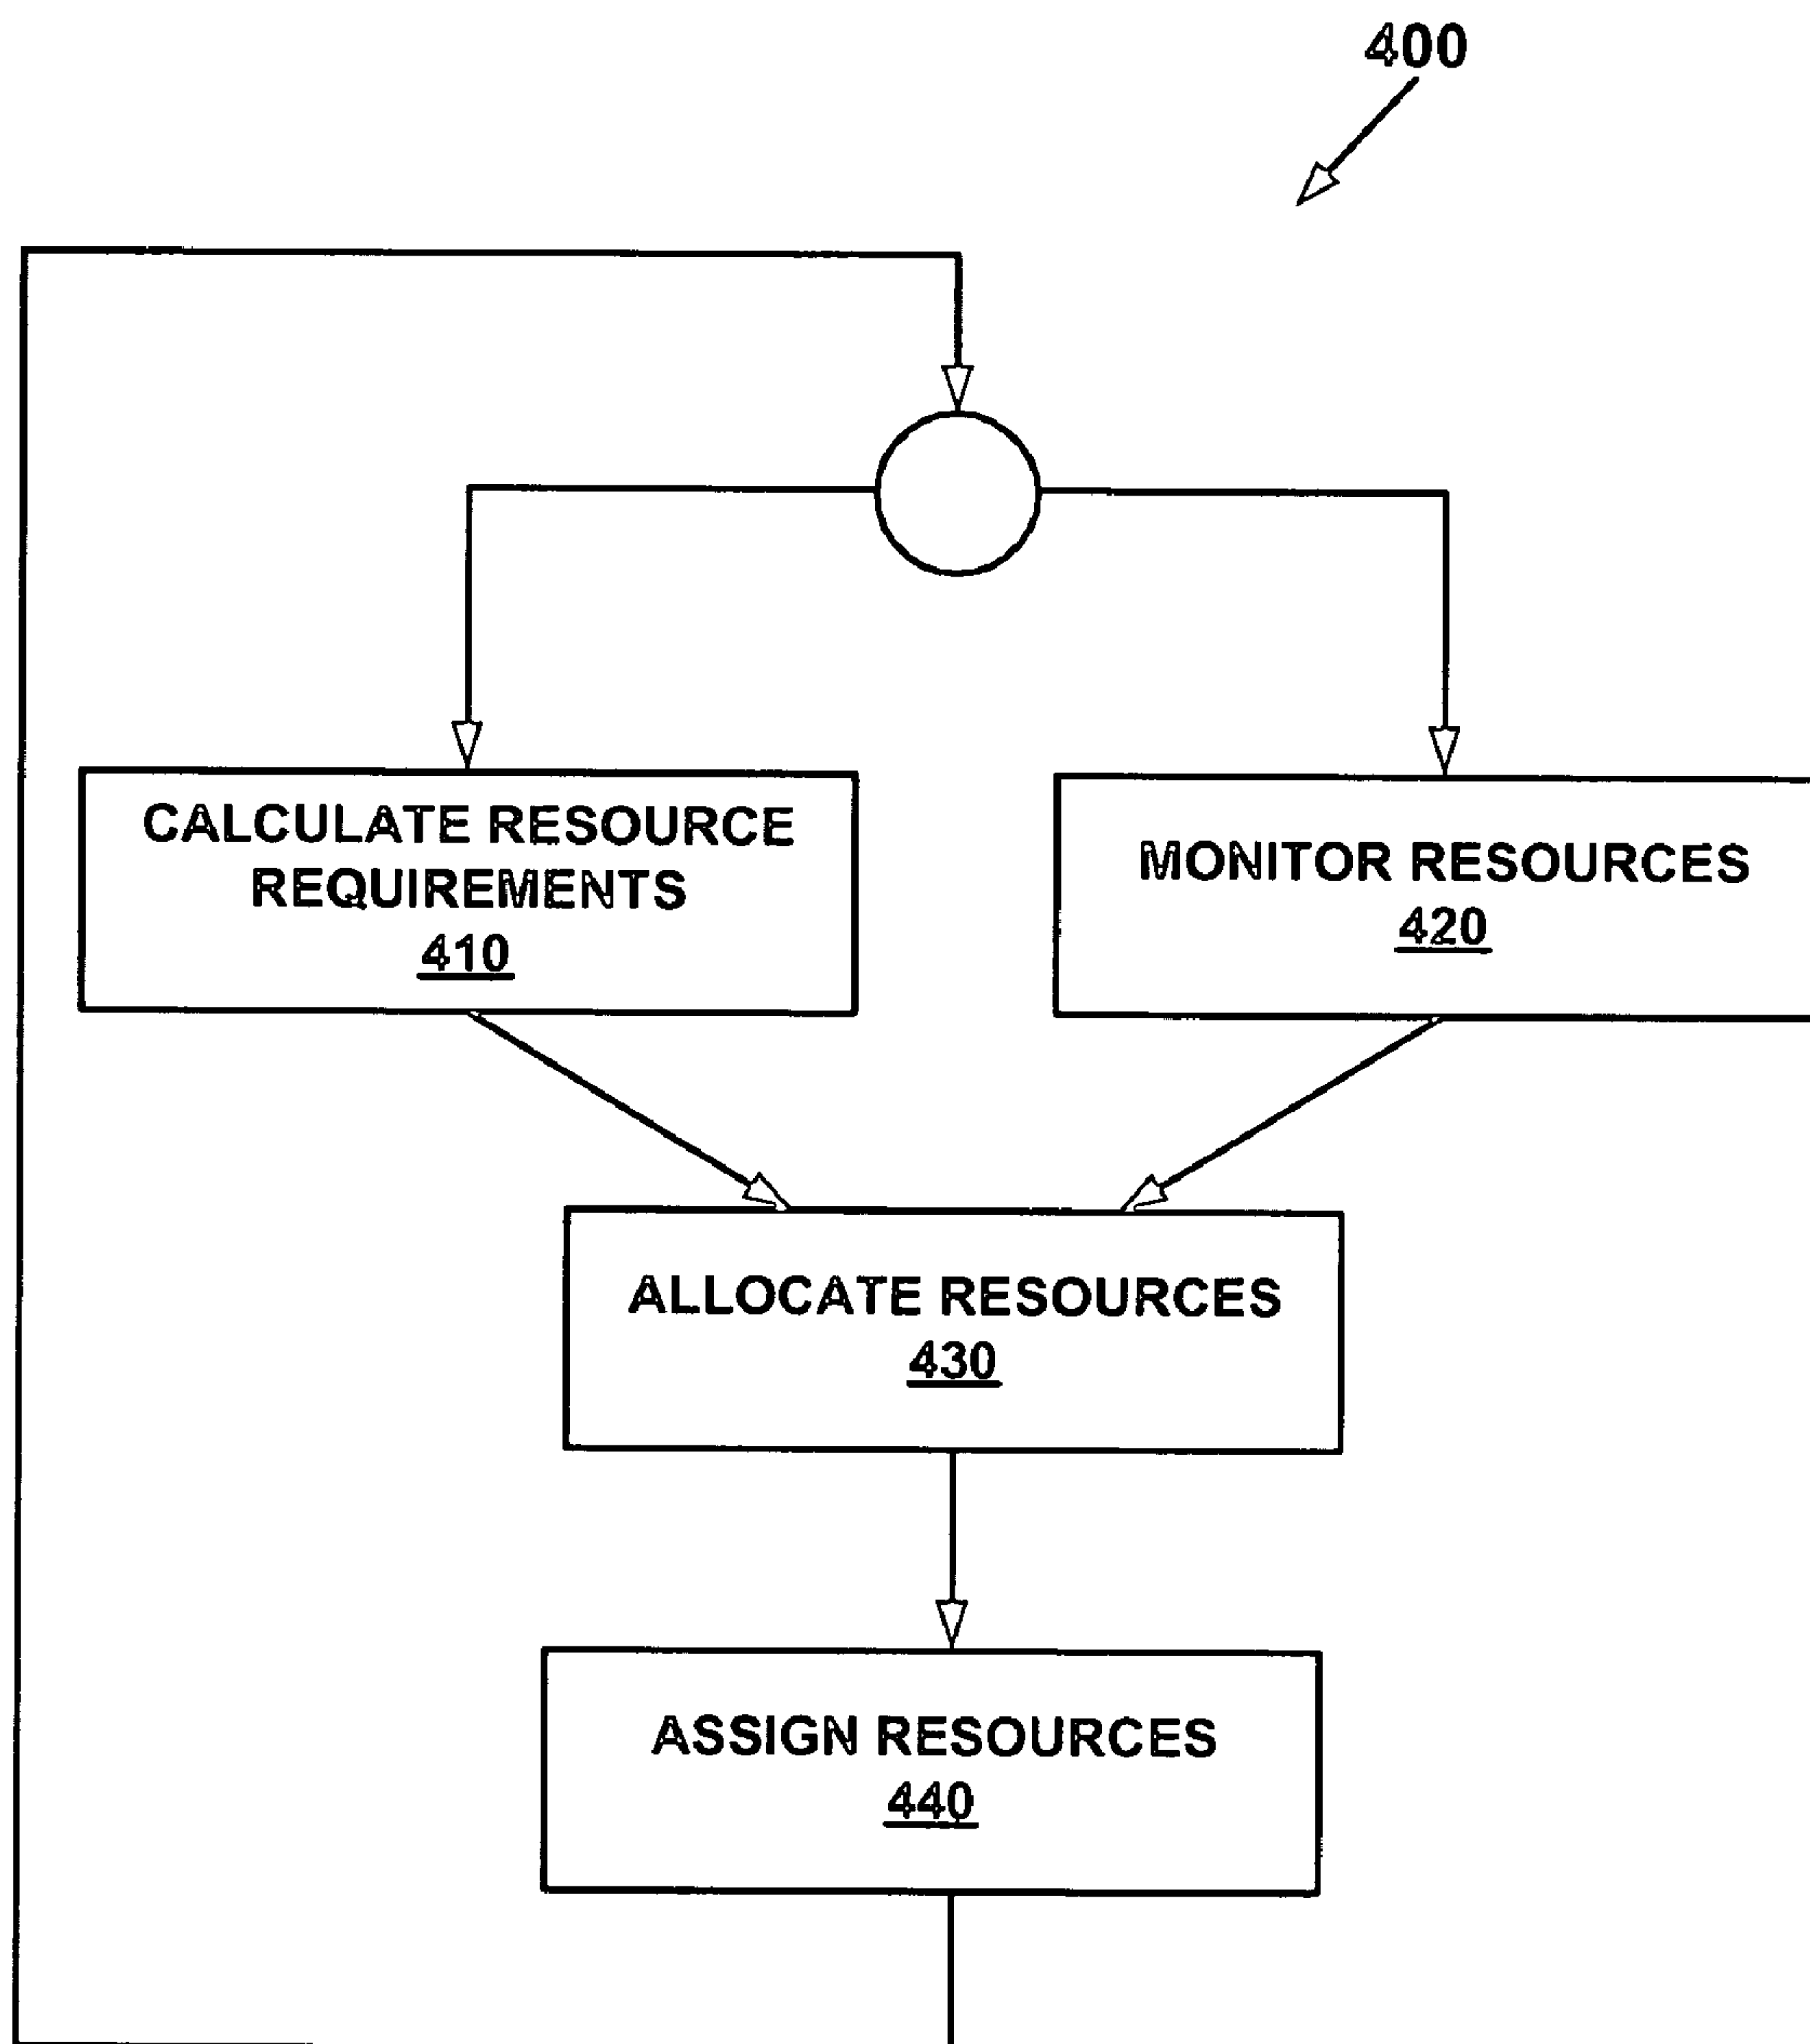 400
CALCULATE RESOURCE
REQUIREMENTS
410
MONITOR RESOURCES
420
ALLOCATE RESOURCES
430
ASSIGN RESOURCES
440